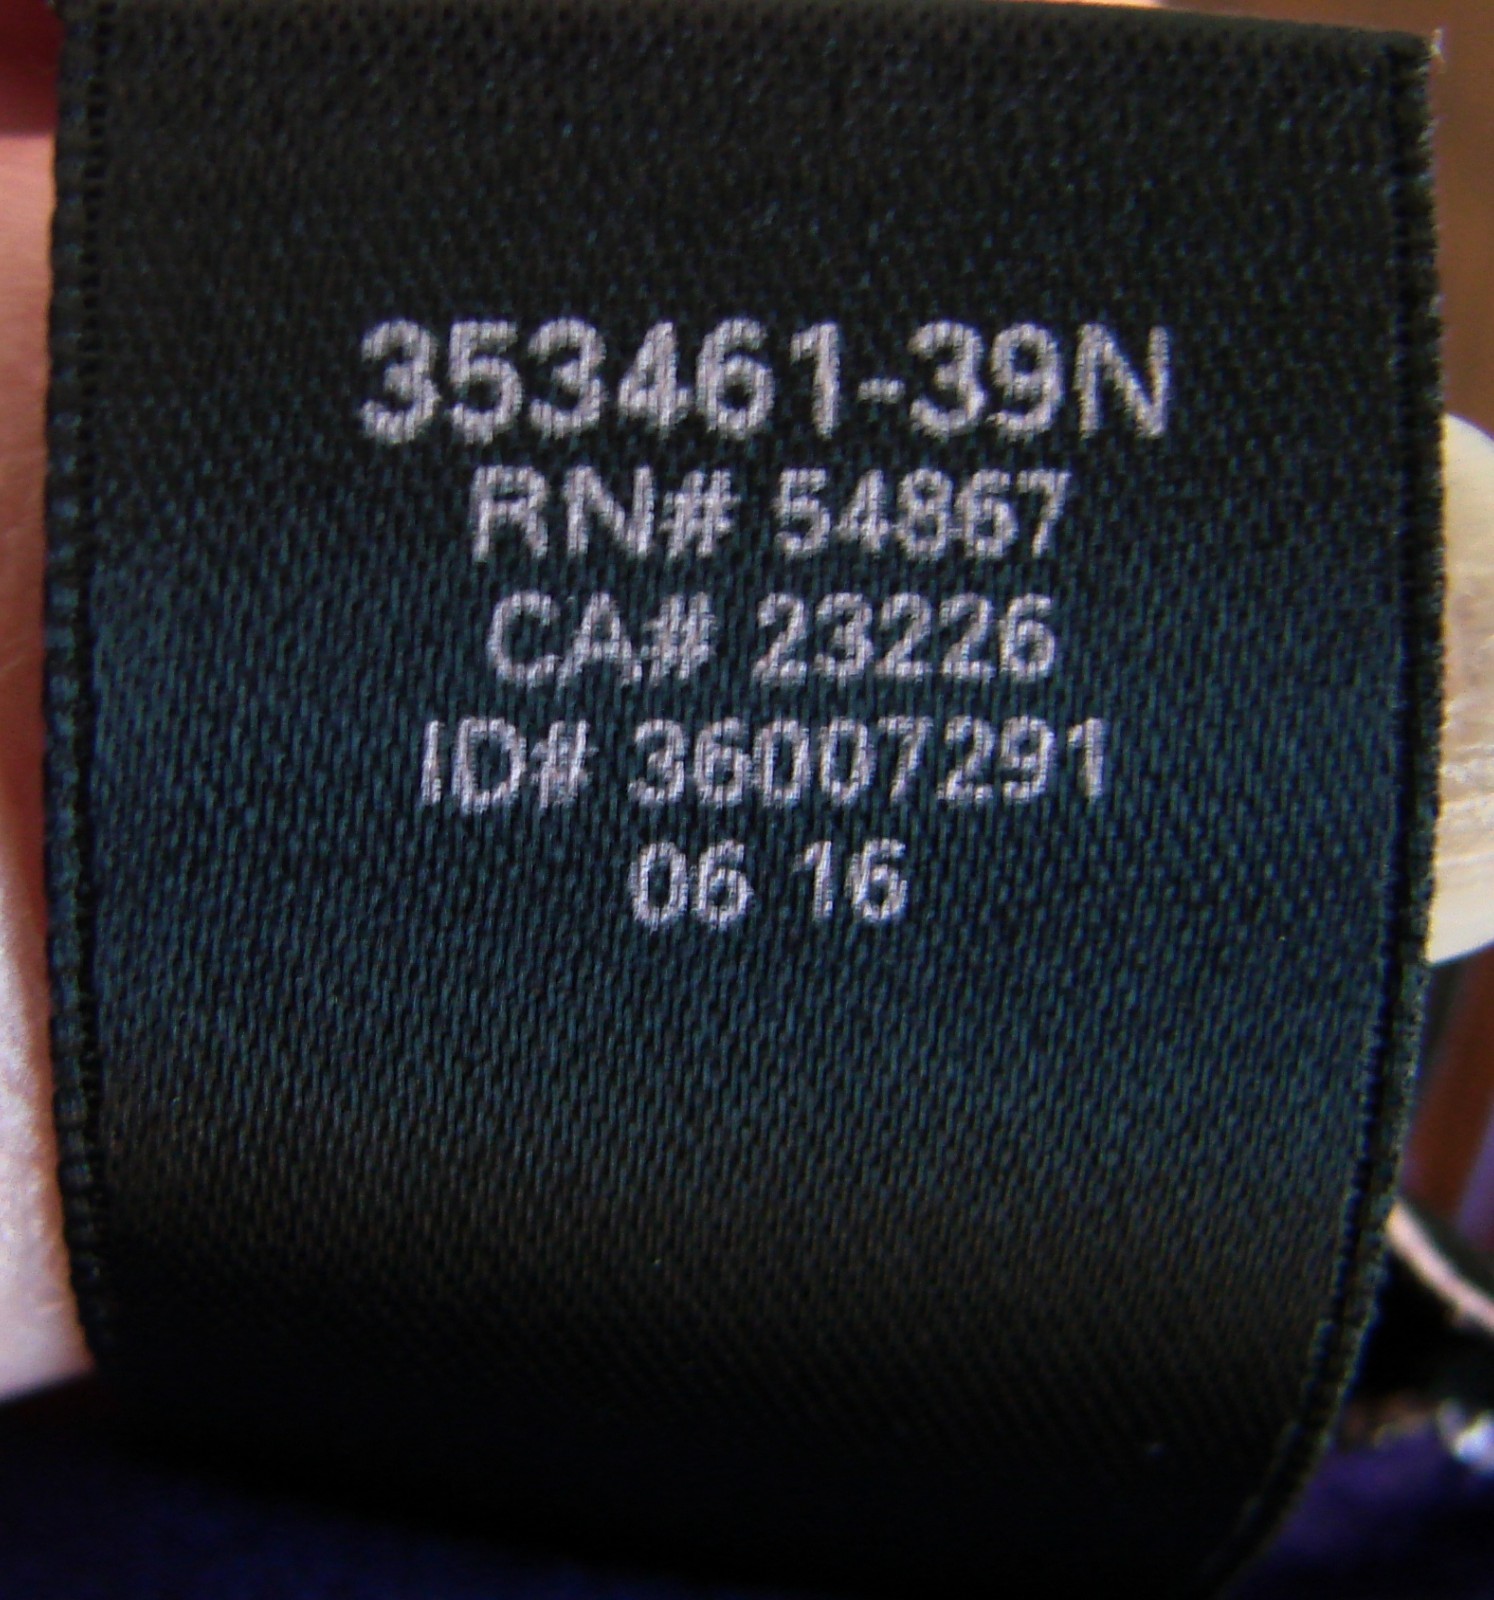 353461-39N
RN# 54867
CA# 23226
ID# 36007291
06 16